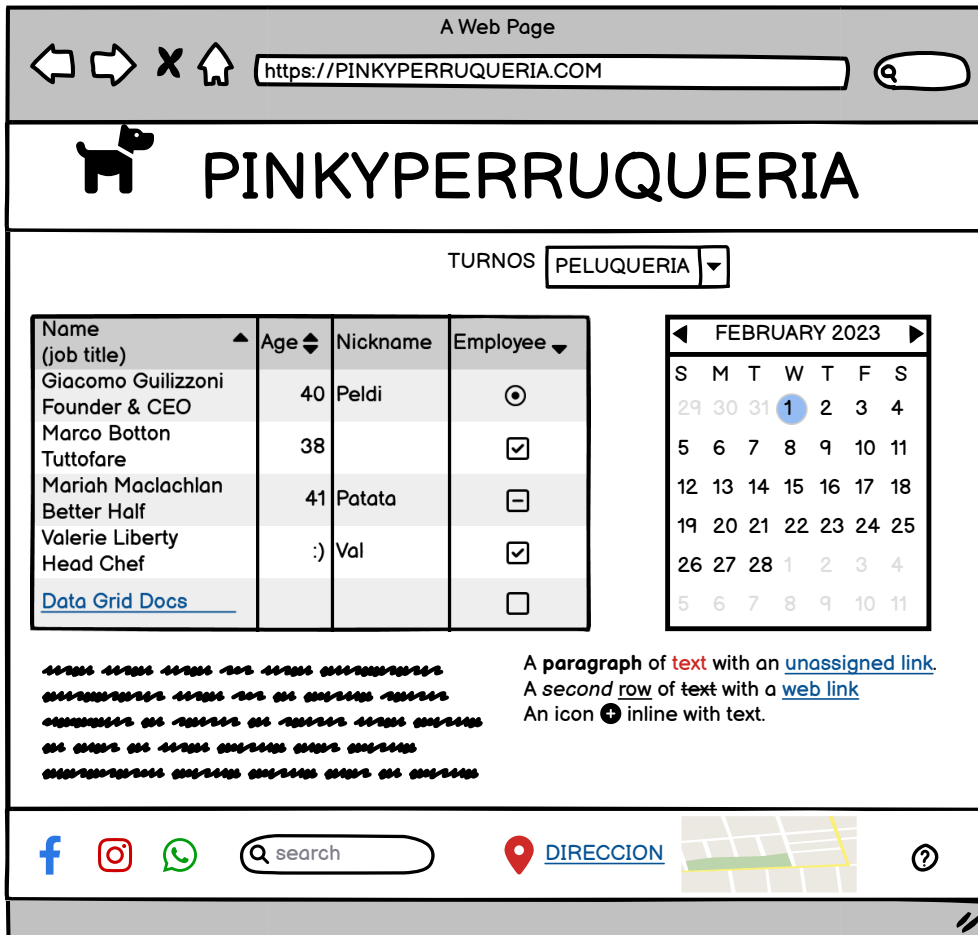 A Web Page
https://PINKYPERRUQUERIA.COM
PINKYPERRUQUERIA
TURNOS PELUQUERIA
Name
(job title) Age Nickname Employee
Giacomo Guilizzoni
Founder & CEO 40 Peldi
Marco Botton
Tuttofare 38
Mariah Maclachlan
Better Half 41 Patata
Valerie Liberty
Head Chef :) Val
Data Grid Docs
FEBRUARY 2023
S M T W T F S
29 30 31 1 2 3 4
5 6 7 8 9 10 11
12 13 14 15 16 17 18
19 20 21 22 23 24 25
26 27 28 1 2 3 4
5 6 7 8 9 10 11
A paragraph of text with an unassigned link.
A second row of text with a web link
An icon inline with text.
search
DIRECCION